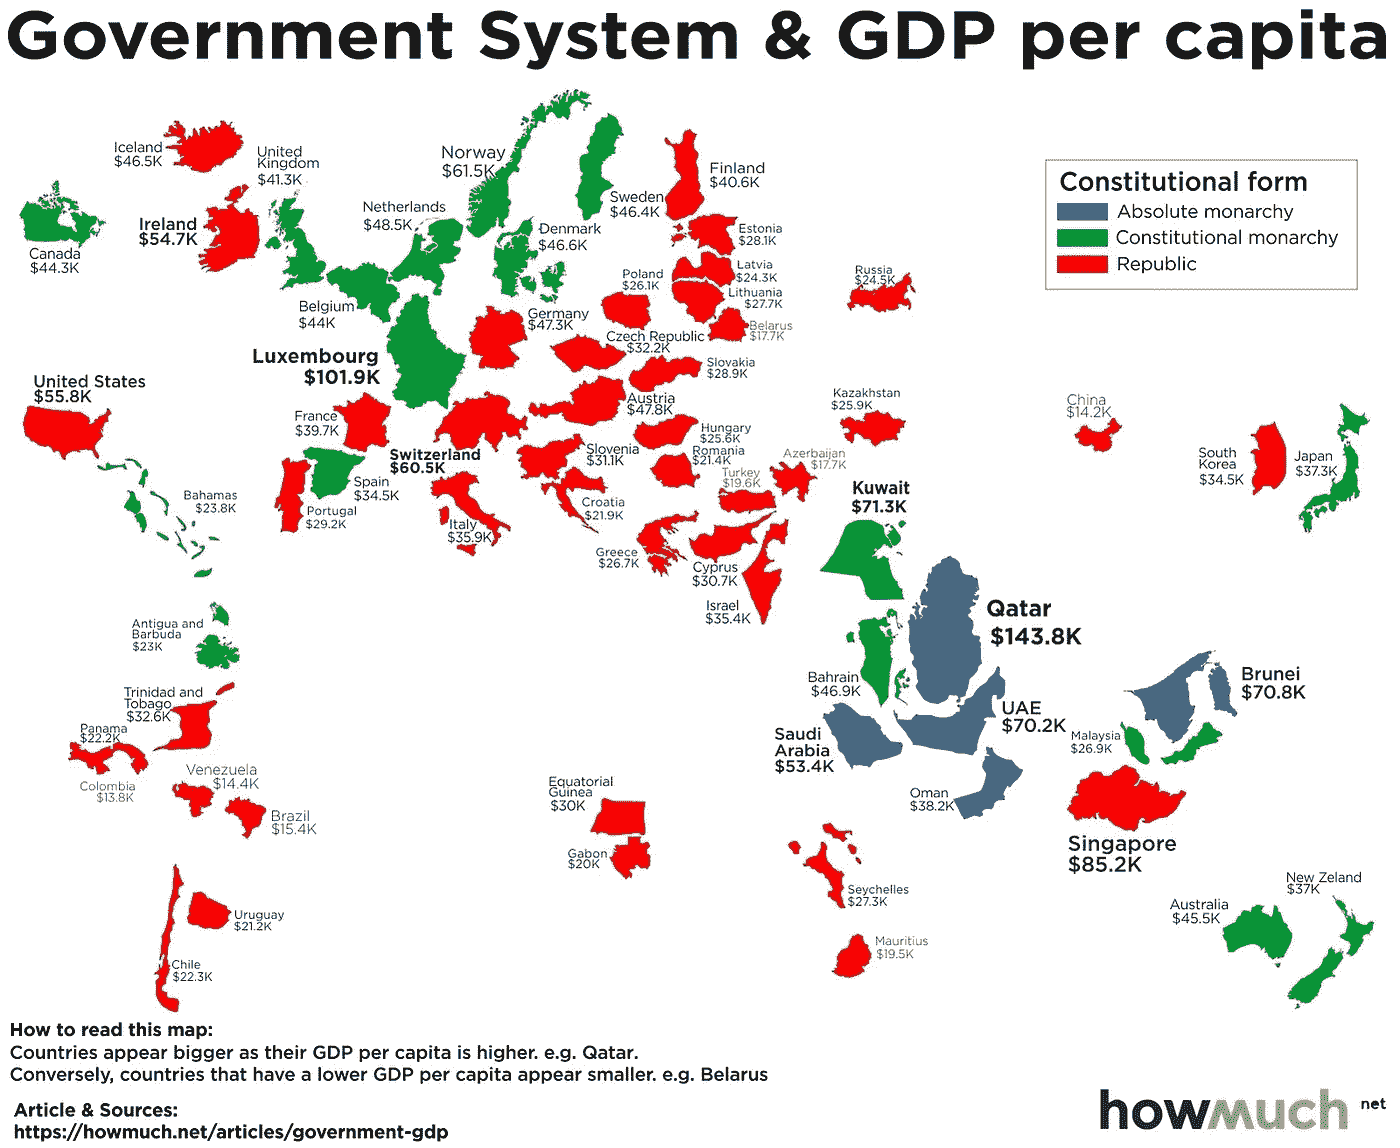 Government System & GDP per capita
Iceland
$46.5K
United
Kingdom
$41.3K
Norway
$61.5K
Finland
$40.6K
Constitutional form
Absolute monarchy
Constitutional monarchy
Republic
Ireland
$54.7K
Netherlands
$48.5K
Sweden
$46.4K
Denmark
$46.6K
Estonia
$28.1K
Canada
$44.3K
Latvia
$24.3K
Poland
$26.1K
Russia
$24.5K
Lithuania
$27.7K
Belgium
$44K
Germany
$47.3K
Belarus
$17.7K
Czech Republic
$32.2K
Luxembourg
$101.9K
Slovakia
$28.9K
United States
$55.8K
Austria
$47.8K
Kazakhstan
$25.9K
China
$14.2K
France
$39.7K
Hungary
$25.6K
Switzerland
$60.5K
Slovenia
$31.1K
Romania
$21.4K
Azerbaijan
$17.7K
South
Korea
$34.5K
Japan
$37.3K
Turkey
$19.6K
Spain
$34.5K
Kuwait
$71.3K
Bahamas
$23.8K
Portugal
$29.2K
Croatia
$21.9K
Italy
$35.9K
Greece
$26.7K
Cyprus
$30.7K
Israel
$35.4K
Qatar
$143.8K
Antigua and
Barbuda
$23K
Bahrain
$46.9K
Brunei
$70.8K
Trinidad and
Tobago
$32.6K
UAE
$70.2K
Panama
$22.2K
Saudi
Arabia
$53.4K
Malaysia
$26.9K
Venezuela
$14.4K
Colombia
$13.8K
Equatorial
Guinea
$30K
Oman
$38.2K
Brazil
$15.4K
Singapore
$85.2K
Gabon
$20K
Seychelles
$27.3K
New Zeland
$37K
Australia
$45.5K
Uruguay
$21.2K
Mauritius
$19.5K
Chile
$22.3K
How to read this map:
Countries appear bigger as their GDP per capita is higher. e.g. Qatar.
Conversely, countries that have a lower GDP per capita appear smaller. e.g. Belarus
Article & Sources:
https://howmuch.net/articles/government-gdp
howmuch net